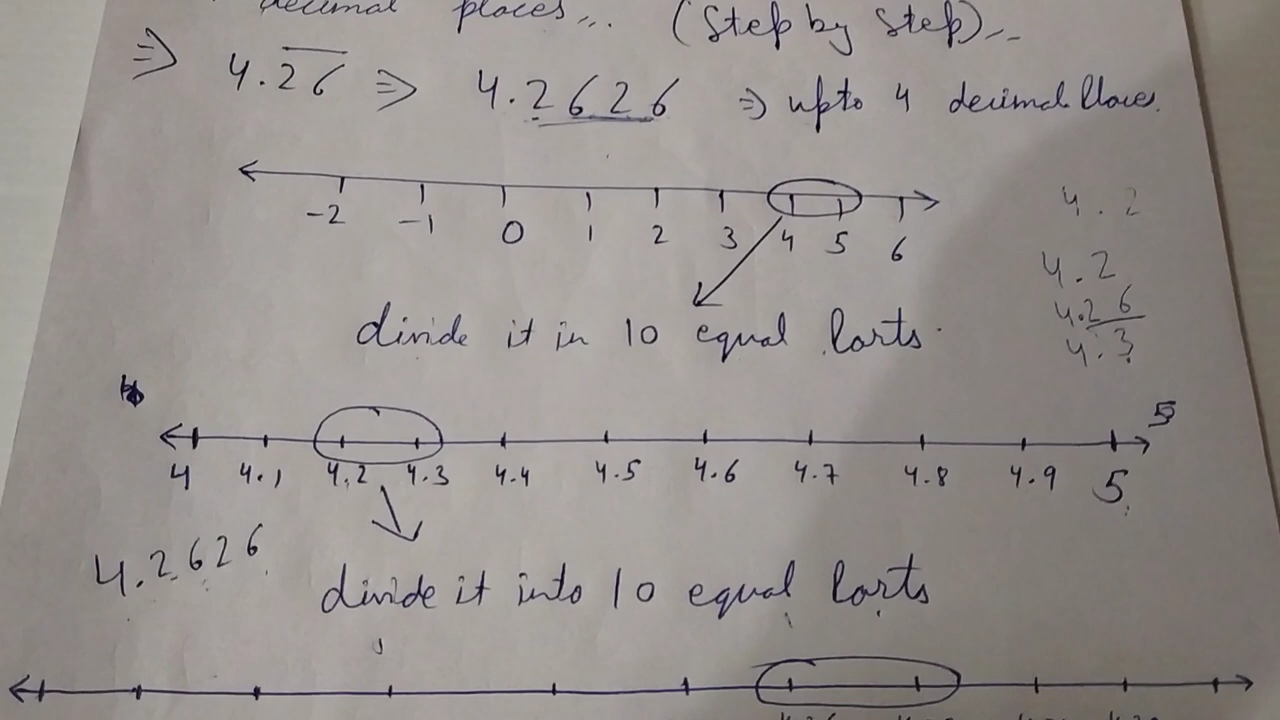 decimal places... (Step by Step)...
⇒ 4.26̅ ⇒ 4.2626 ⇒ upto 4 decimal Places.
-2 -1 0 1 2 3 4 5 6
4.2
4.2
4.26
4.3
divide it in 10 equal Parts.
5
4 4.1 4.2 4.3 4.4 4.5 4.6 4.7 4.8 4.9 5
4.2626
divide it into 10 equal Parts